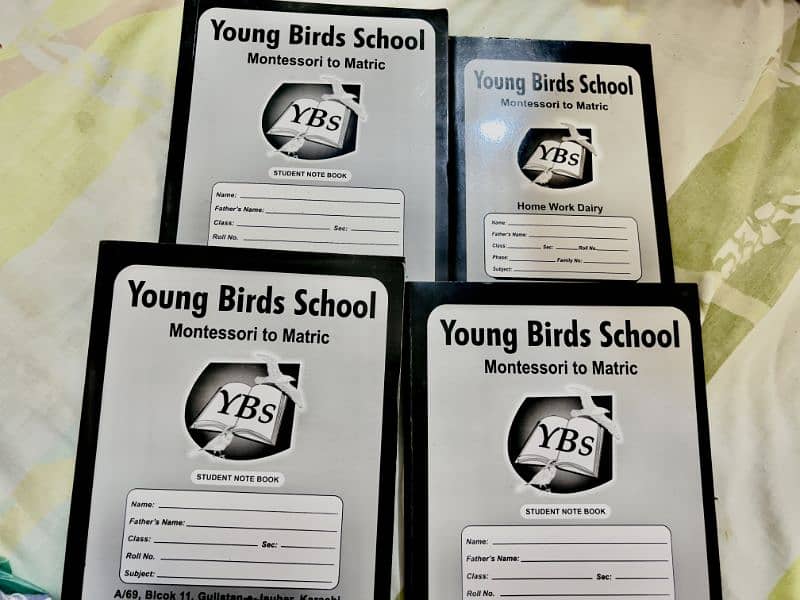 Young Birds School
Montessori to Matric
YBS
STUDENT NOTE BOOK
Name:
Father's Name:
Class: Sec:
Roll No.
Young Birds School
Montessori to Matric
YBS
Home Work Dairy
Name:
Father's Name:
Class: Sec: Roll No.
Phone: Family No.
Subject:
Young Birds School
Montessori to Matric
YBS
STUDENT NOTE BOOK
Name:
Father's Name:
Class: Sec:
Roll No.
Subject:
A/69, Blcok 11, Gulistan-e-Jauhar, Karachi
Young Birds School
Montessori to Matric
YBS
STUDENT NOTE BOOK
Name:
Father's Name:
Class: Sec:
Roll No.